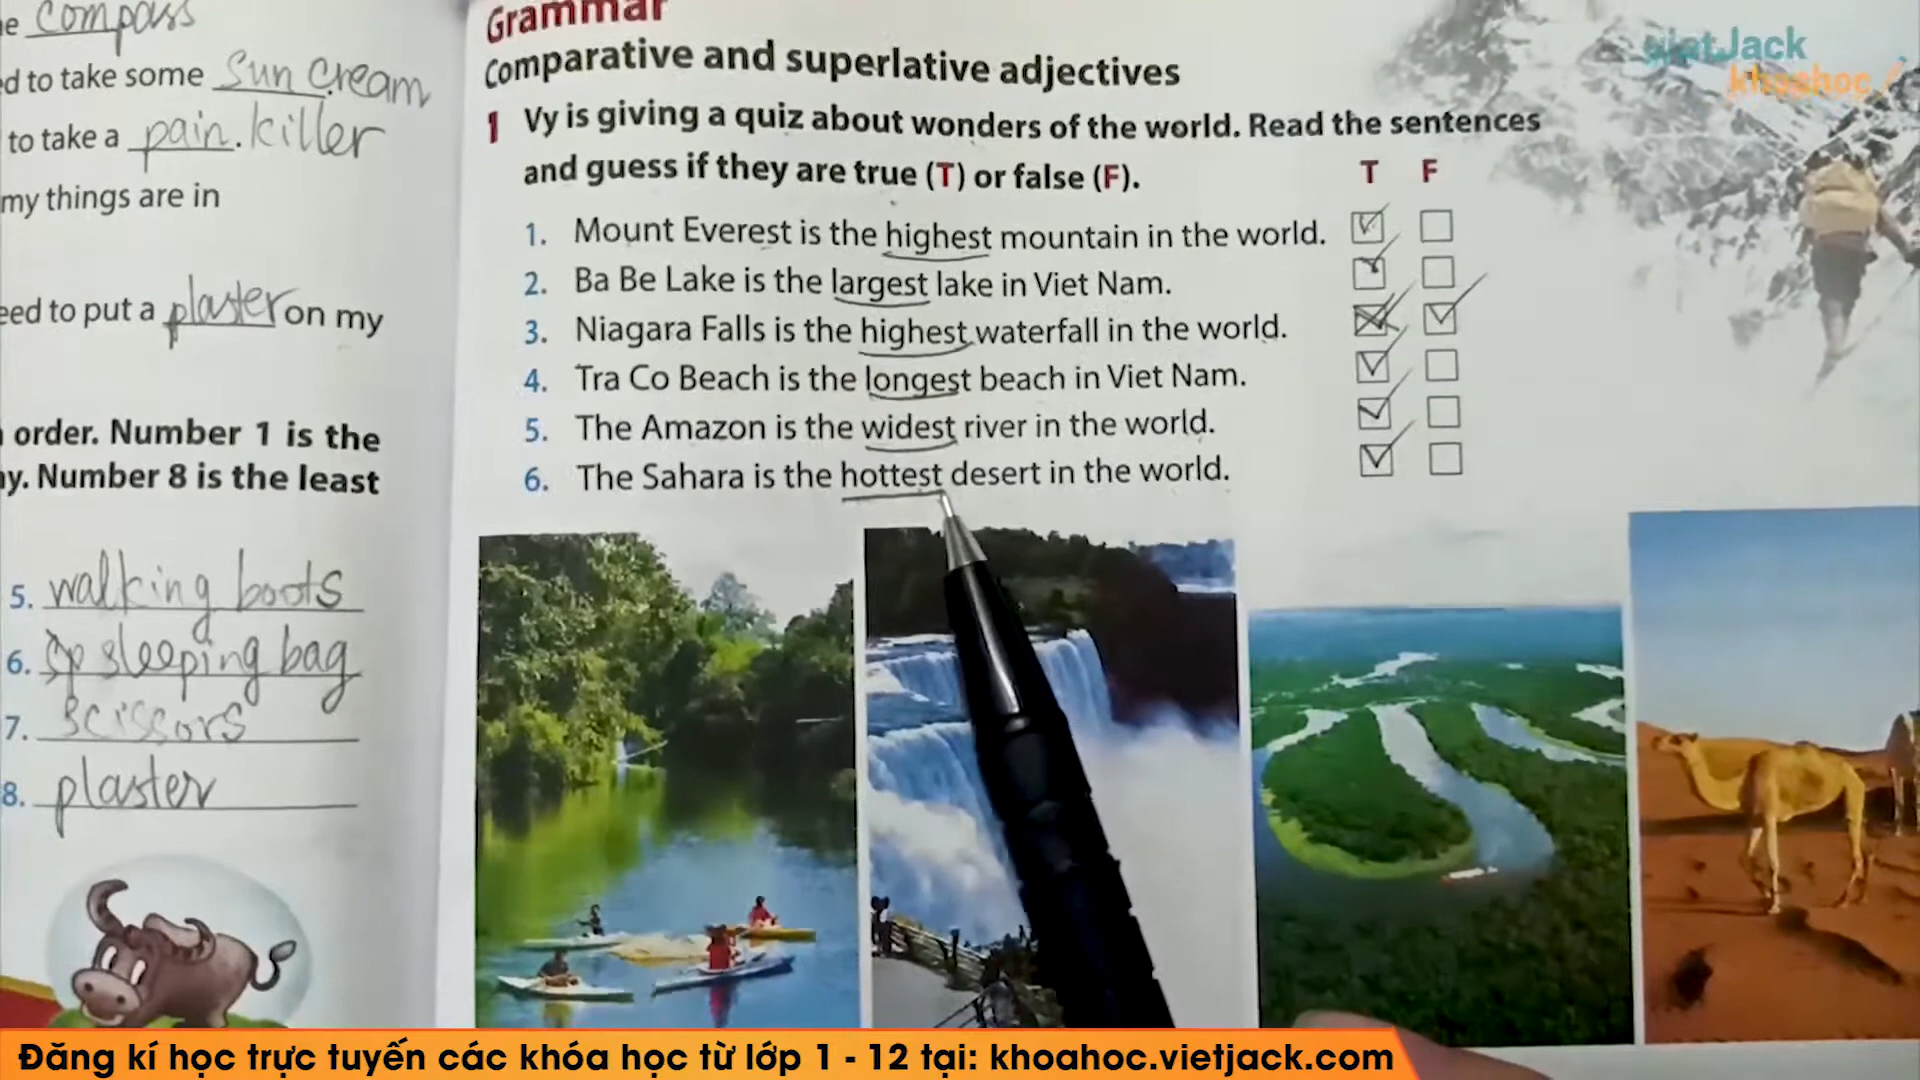 e compass
ed to take some sun cream
to take a pain. killer
my things are in
eed to put a plaster on my
order. Number 1 is the
y. Number 8 is the least
5. walking boots
6. sleeping bag
7. scissors
8. plaster
Grammar
Comparative and superlative adjectives
1 Vy is giving a quiz about wonders of the world. Read the sentences
and guess if they are true (T) or false (F).
T F
1. Mount Everest is the highest mountain in the world.
2. Ba Be Lake is the largest lake in Viet Nam.
3. Niagara Falls is the highest waterfall in the world.
4. Tra Co Beach is the longest beach in Viet Nam.
5. The Amazon is the widest river in the world.
6. The Sahara is the hottest desert in the world.
vietJack
khoahoc
Đăng kí học trực tuyến các khóa học từ lớp 1 - 12 tại: khoahoc.vietjack.com